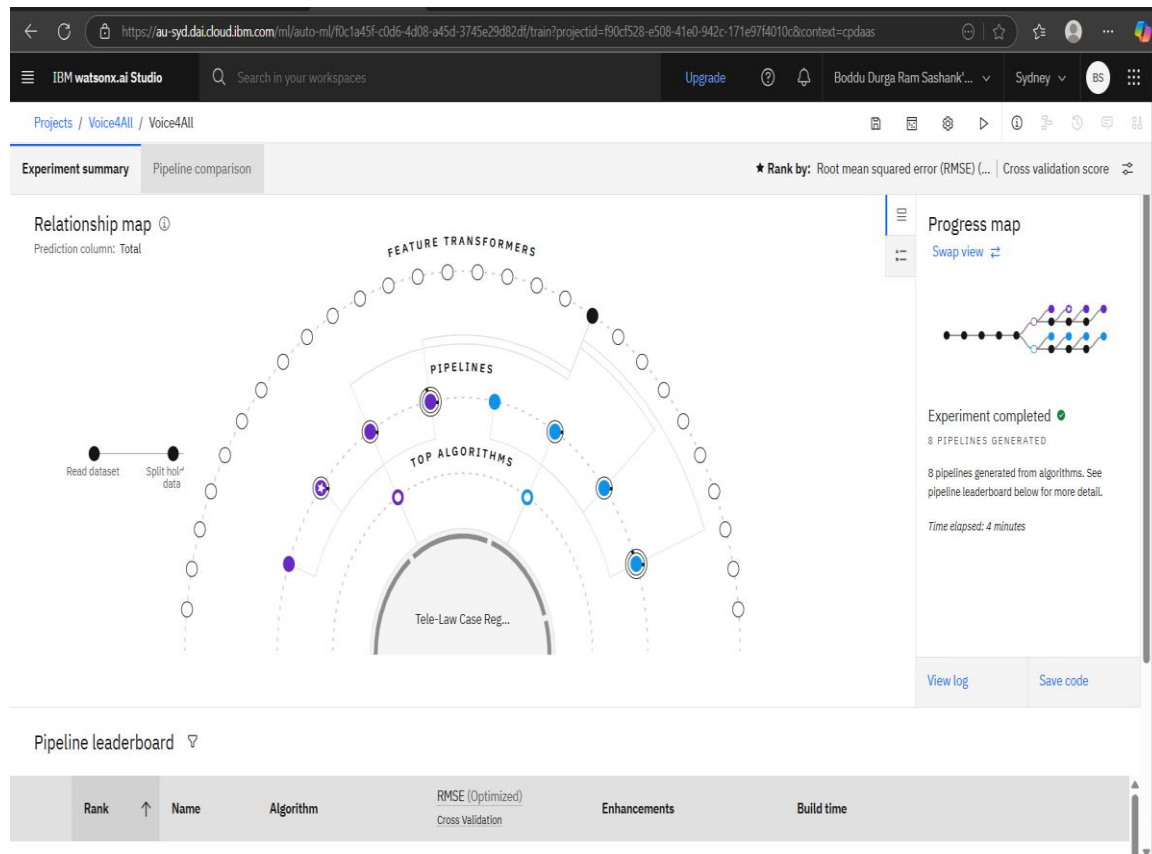 https://au-syd.dai.cloud.ibm.com/ml/auto-ml/f0c1a45f-c0d6-4d08-a45d-3745e29d82df/train?projectid=f90cf528-e508-41e0-942c-171e97f4010c&context=cpdaas
IBM watsonx.ai Studio
Search in your workspaces
Upgrade
Boddu Durga Ram Sashank'...
Sydney
BS
Projects / Voice4All / Voice4All
Experiment summary
Pipeline comparison
★ Rank by: Root mean squared error (RMSE) (... | Cross validation score
Relationship map
Prediction column: Total
FEATURE TRANSFORMERS
PIPELINES
TOP ALGORITHMS
Read dataset
Split hold
data
Tele-Law Case Reg...
Progress map
Swap view
Experiment completed
8 PIPELINES GENERATED
8 pipelines generated from algorithms. See
pipeline leaderboard below for more detail.
Time elapsed: 4 minutes
View log
Save code
Pipeline leaderboard
Rank ↑ Name Algorithm RMSE (Optimized) Enhancements Build time
Cross Validation